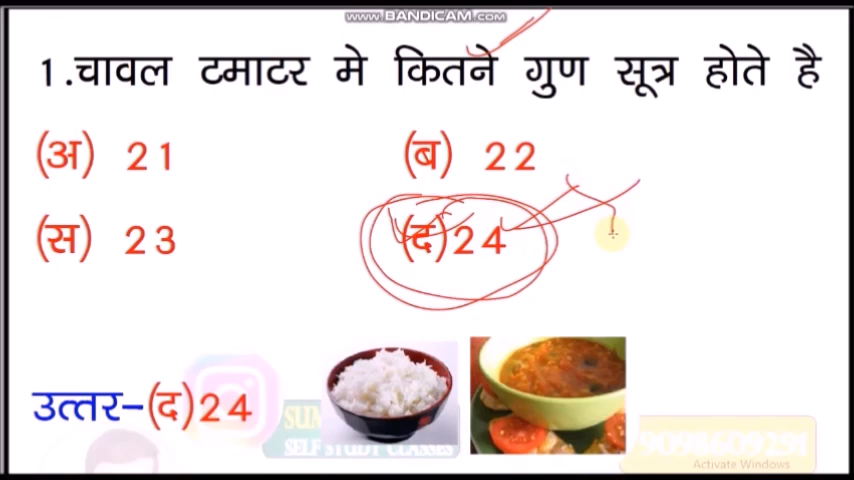 www.BANDICAM.com
1.चावल टमाटर मे कितने गुण सूत्र होते है
(अ) 21 (ब) 22
(स) 23 (द)24
उत्तर-(द)24
SELF STUDY CLASSES
9098609291
Activate Windows